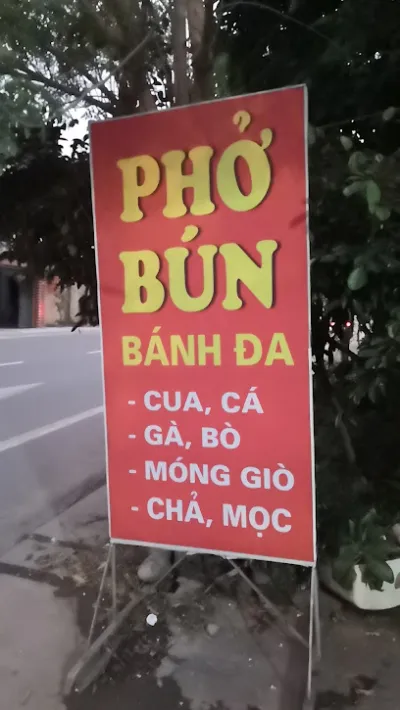 PHỞ
BÚN
BÁNH ĐA
- CUA, CÁ
- GÀ, BÒ
- MÓNG GIÒ
- CHẢ, MỌC